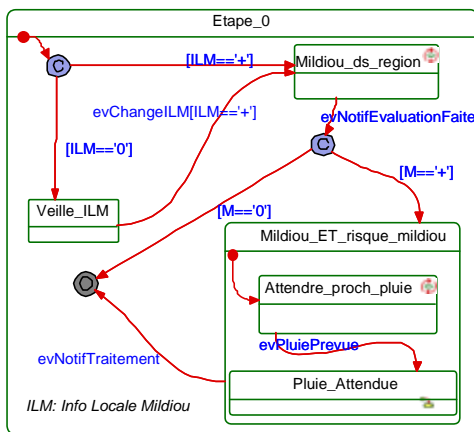 Etape_0
C
[ILM=='+']
Mildiou_ds_region
evChangeILM[ILM=='+']
evNotifEvaluationFaite
C
[ILM=='0']
[M=='+']
Veille_ILM
[M=='0']
Mildiou_ET_risque_mildiou
Attendre_proch_pluie
evPluiePrevue
evNotifTraitement
Pluie_Attendue
ILM: Info Locale Mildiou